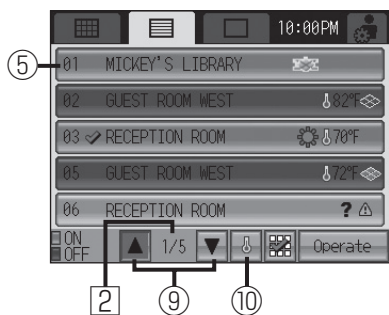 10:00PM
5 01 MICKEY'S LIBRARY
02 GUEST ROOM WEST 82°F
03 RECEPTION ROOM 70°F
05 GUEST ROOM WEST 72°F
06 RECEPTION ROOM ?
ON
OFF
1/5 Operate
2 9 10